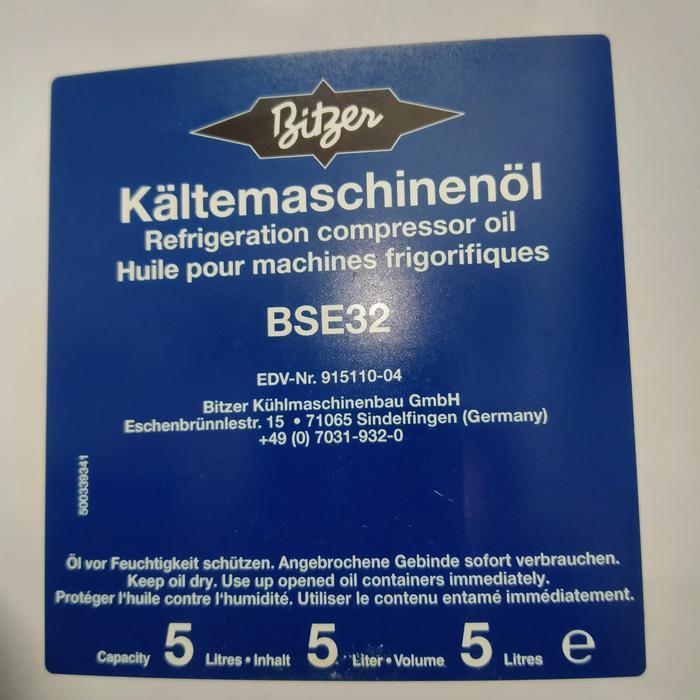 Bitzer
Kältemaschinenöl
Refrigeration compressor oil
Huile pour machines frigorifiques
BSE32
EDV-Nr. 915110-04
Bitzer Kühlmaschinenbau GmbH
Eschenbrünnlestr. 15 • 71065 Sindelfingen (Germany)
+49 (0) 7031-932-0
500339341
Öl vor Feuchtigkeit schützen. Angebrochene Gebinde sofort verbrauchen.
Keep oil dry. Use up opened oil containers immediately.
Protéger l'huile contre l'humidité. Utiliser le contenu entamé immédiatement.
Capacity 5 Litres • Inhalt 5 Liter • Volume 5 Litres ℮